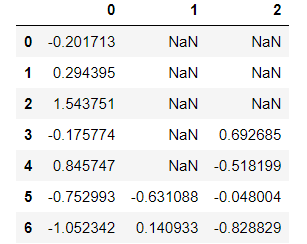 0 1 2
0 -0.201713 NaN NaN
1 0.294395 NaN NaN
2 1.543751 NaN NaN
3 -0.175774 NaN 0.692685
4 0.845747 NaN -0.518199
5 -0.752993 -0.631088 -0.048004
6 -1.052342 0.140933 -0.828829